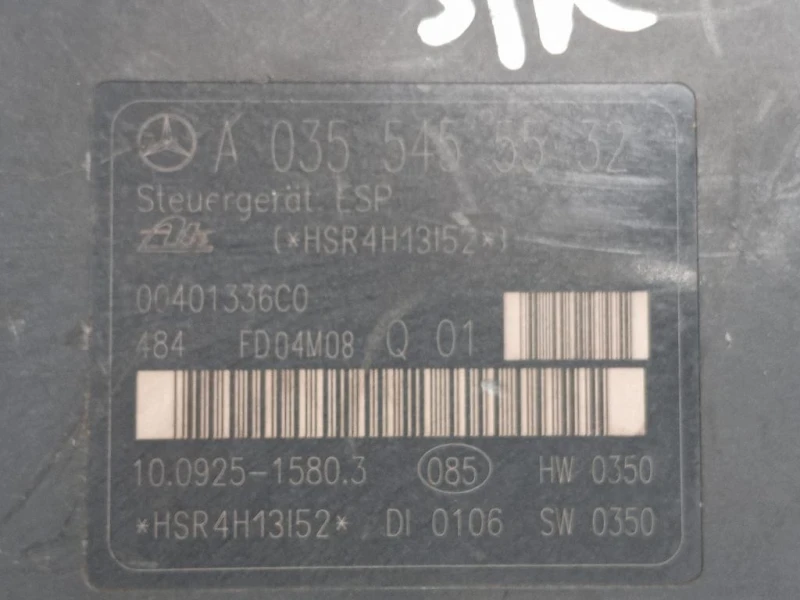 A 035 545 55 32
Steuergerät ESP
Ate (*HSR4H13I52*)
00401336C0
484 FD04M08 Q 01
10.0925-1580.3 085 HW 0350
*HSR4H13I52* DI 0106 SW 0350